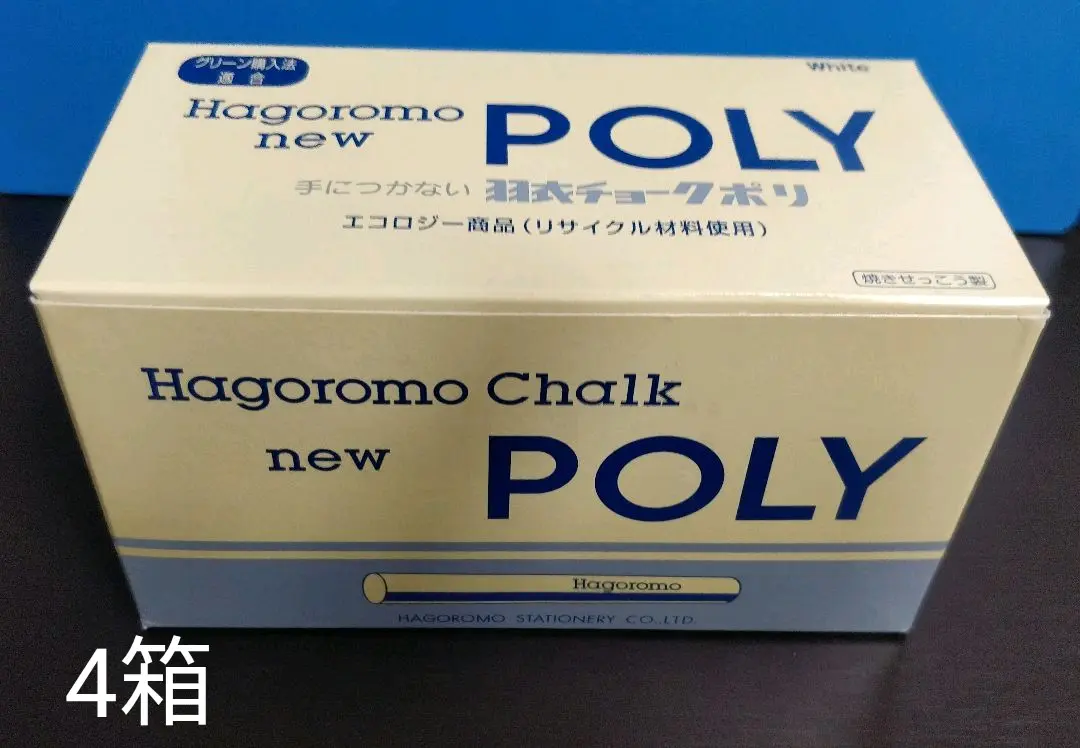 グリーン購入法
適合
White
Hagoromo
new
POLY
手につかない 羽衣チョークポリ
エコロジー商品(リサイクル材料使用)
焼きせっこう製
Hagoromo Chalk
new POLY
Hagoromo
HAGOROMO STATIONERY CO.,LTD.
4箱